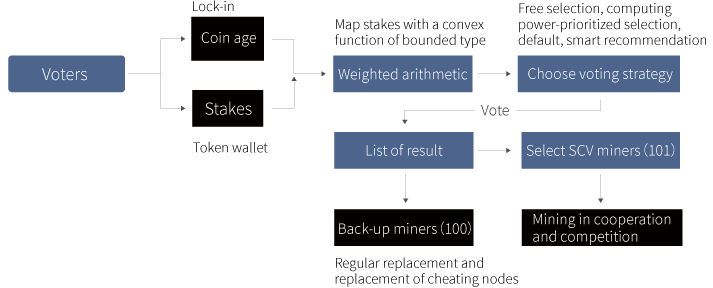 Lock-in
Coin age
Voters
Stakes
Token wallet
Map stakes with a convex
function of bounded type
Weighted arithmetic
Free selection, computing
power-prioritized selection,
default, smart recommendation
Choose voting strategy
Vote
List of result
Select SCV miners (101)
Back-up miners (100)
Regular replacement and
replacement of cheating nodes
Mining in cooperation
and competition